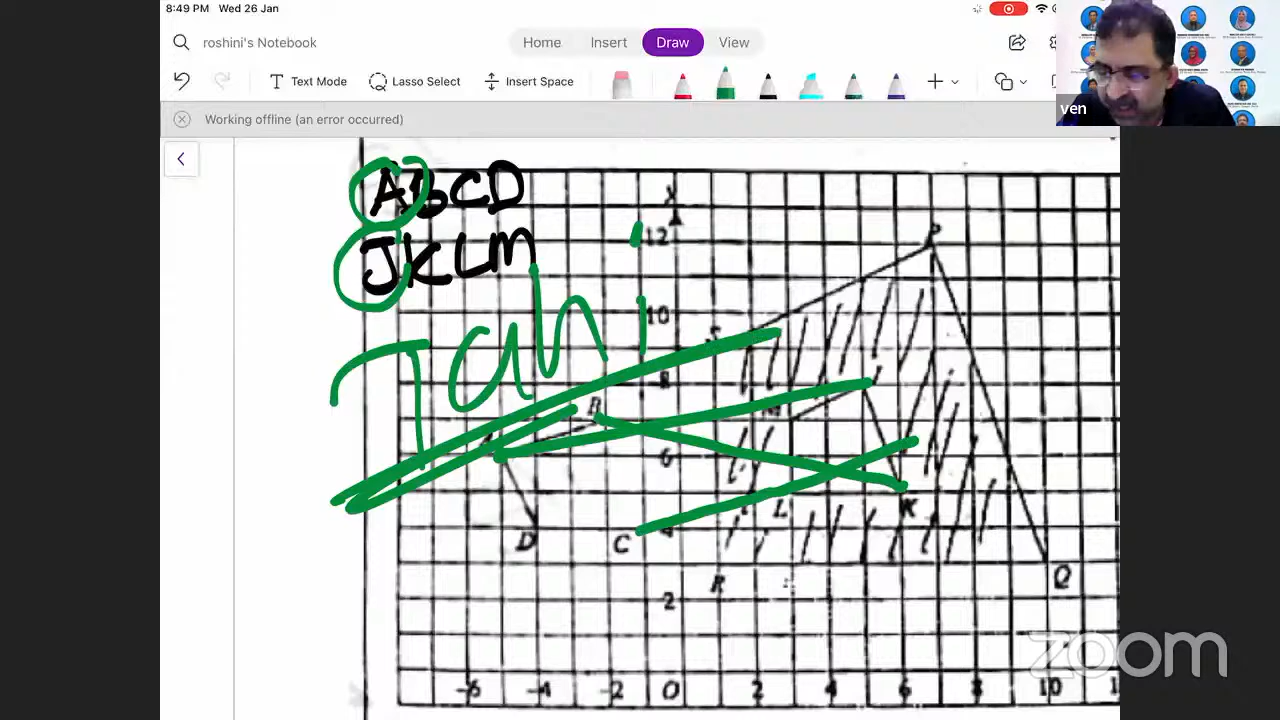 8:49 PM Wed 26 Jan
roshini's Notebook
Home Insert Draw View
Text Mode Lasso Select Insert Space
Working offline (an error occurred)
ven
ABCD
JKLM
X
12
P
10
S
8
B
6
L K
D C 4
R Q
2
-6 -4 -2 O 2 4 6 8 10
zoom